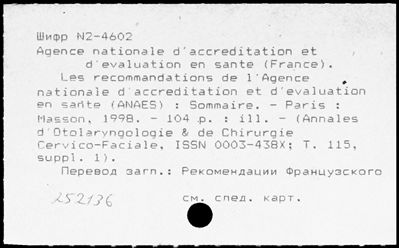 Шифр N2-4602
Agence nationale d'accreditation et
d'evaluation en sante (France).
Les recommandations de l'Agence
nationale d'accreditation et d'evaluation
en sante (ANAES) : Sommaire. - Paris :
Masson, 1998. - 104 p. : ill. - (Annales
d'Otolaryngologie & de Chirurgie
Cervico-Faciale, ISSN 0003-438X; T. 115,
suppl. 1).
Перевод загл.: Рекомендации Французского
252136 см. след. карт.